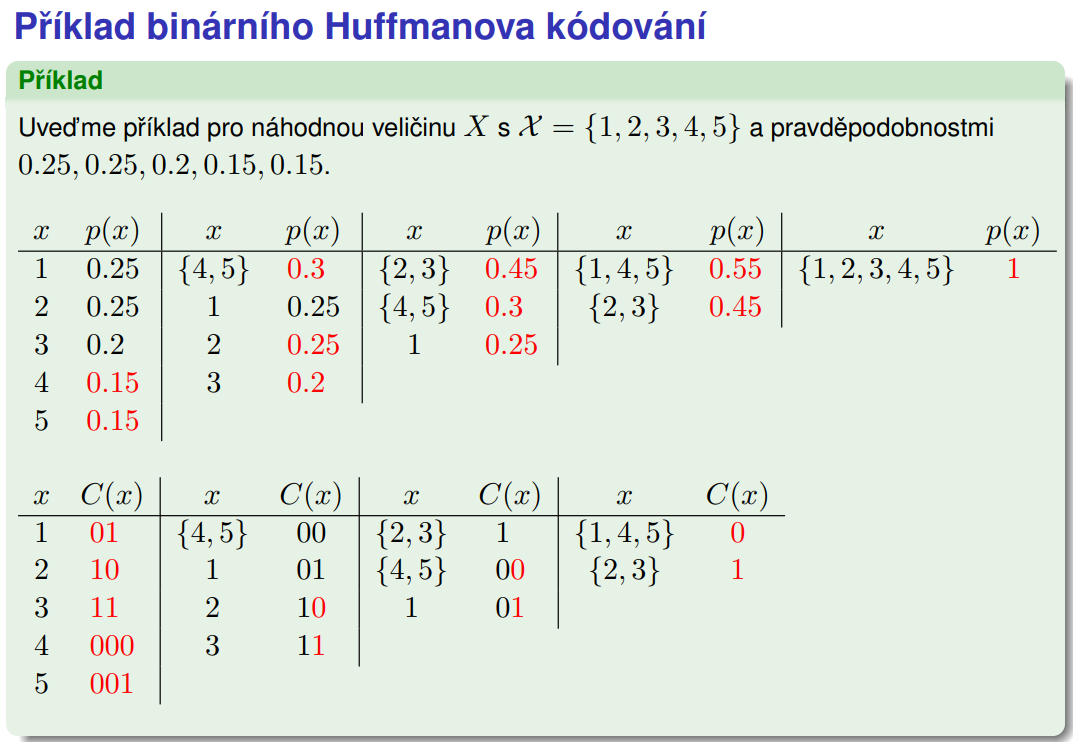 Příklad binárního Huffmanova kódování
Příklad
Uveďme příklad pro náhodnou veličinu X s 𝒳 = {1, 2, 3, 4, 5} a pravděpodobnostmi
0.25, 0.25, 0.2, 0.15, 0.15.
x p(x) x p(x) x p(x) x p(x) x p(x)
1 0.25 {4, 5} 0.3 {2, 3} 0.45 {1, 4, 5} 0.55 {1, 2, 3, 4, 5} 1
2 0.25 1 0.25 {4, 5} 0.3 {2, 3} 0.45
3 0.2 2 0.25 1 0.25
4 0.15 3 0.2
5 0.15
x C(x) x C(x) x C(x) x C(x)
1 01 {4, 5} 00 {2, 3} 1 {1, 4, 5} 0
2 10 1 01 {4, 5} 00 {2, 3} 1
3 11 2 10 1 01
4 000 3 11
5 001